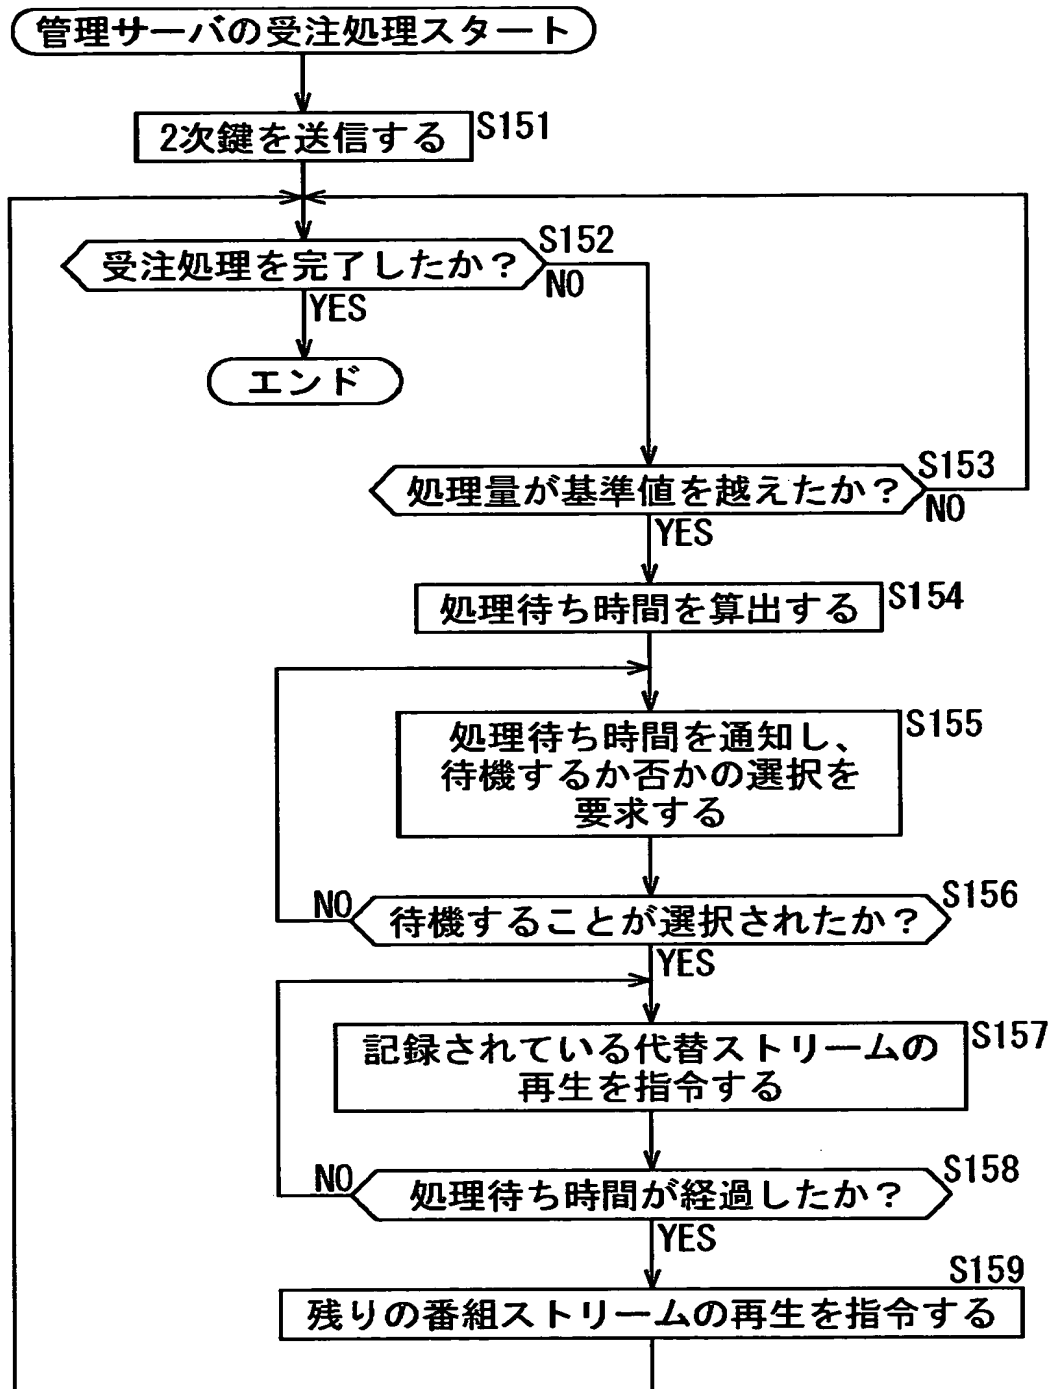 管理サーバの受注処理スタート
2次鍵を送信する
S151
受注処理を完了したか？
S152
NO
YES
エンド
処理量が基準値を越えたか？
S153
NO
YES
処理待ち時間を算出する
S154
処理待ち時間を通知し、
待機するか否かの選択を
要求する
S155
NO
待機することが選択されたか？
S156
YES
記録されている代替ストリームの
再生を指令する
S157
NO
処理待ち時間が経過したか？
S158
YES
S159
残りの番組ストリームの再生を指令する